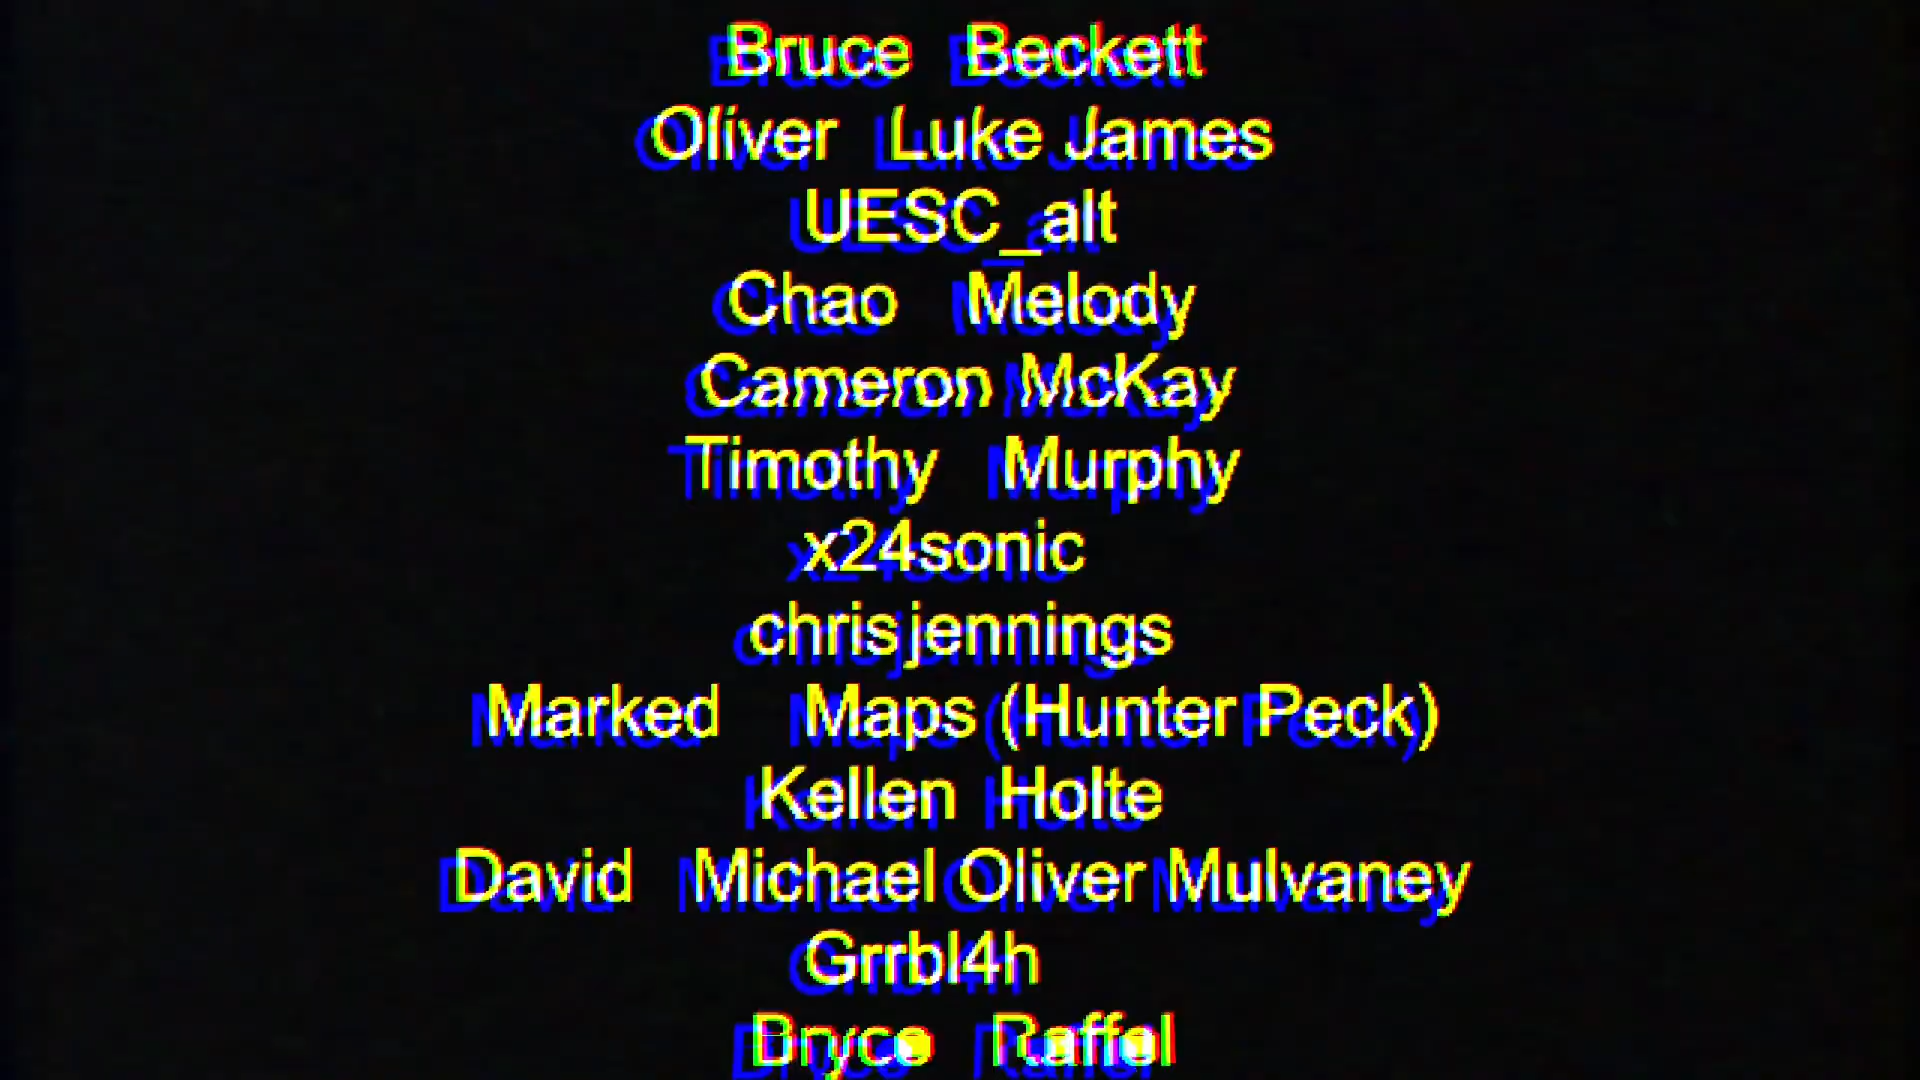 Bruce Beckett
Oliver Luke James
UESC_alt
Chao Melody
Cameron McKay
Timothy Murphy
x24sonic
chrisjennings
Marked Maps (Hunter Peck)
Kellen Holte
David Michael Oliver Mulvaney
Grrbl4h
Bryce Raffel